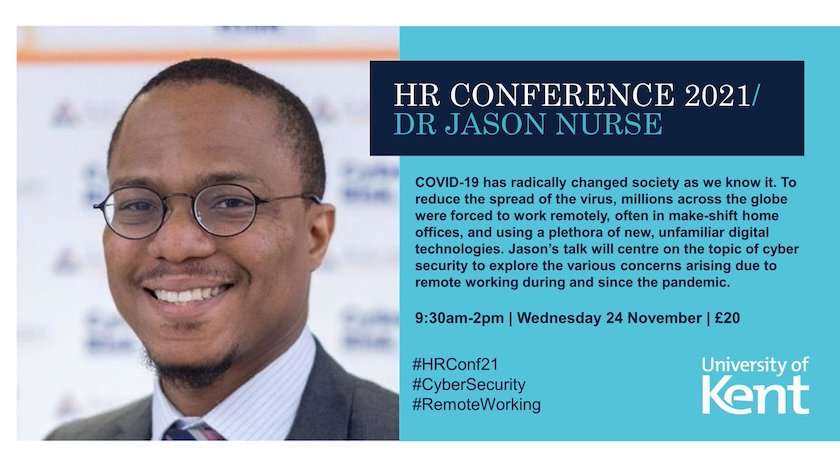 HR CONFERENCE 2021/
DR JASON NURSE
COVID-19 has radically changed society as we know it. To
reduce the spread of the virus, millions across the globe
were forced to work remotely, often in make-shift home
offices, and using a plethora of new, unfamiliar digital
technologies. Jason's talk will centre on the topic of cyber
security to explore the various concerns arising due to
remote working during and since the pandemic.
9:30am-2pm | Wednesday 24 November | £20
#HRConf21
#CyberSecurity
#RemoteWorking
University of
Kent